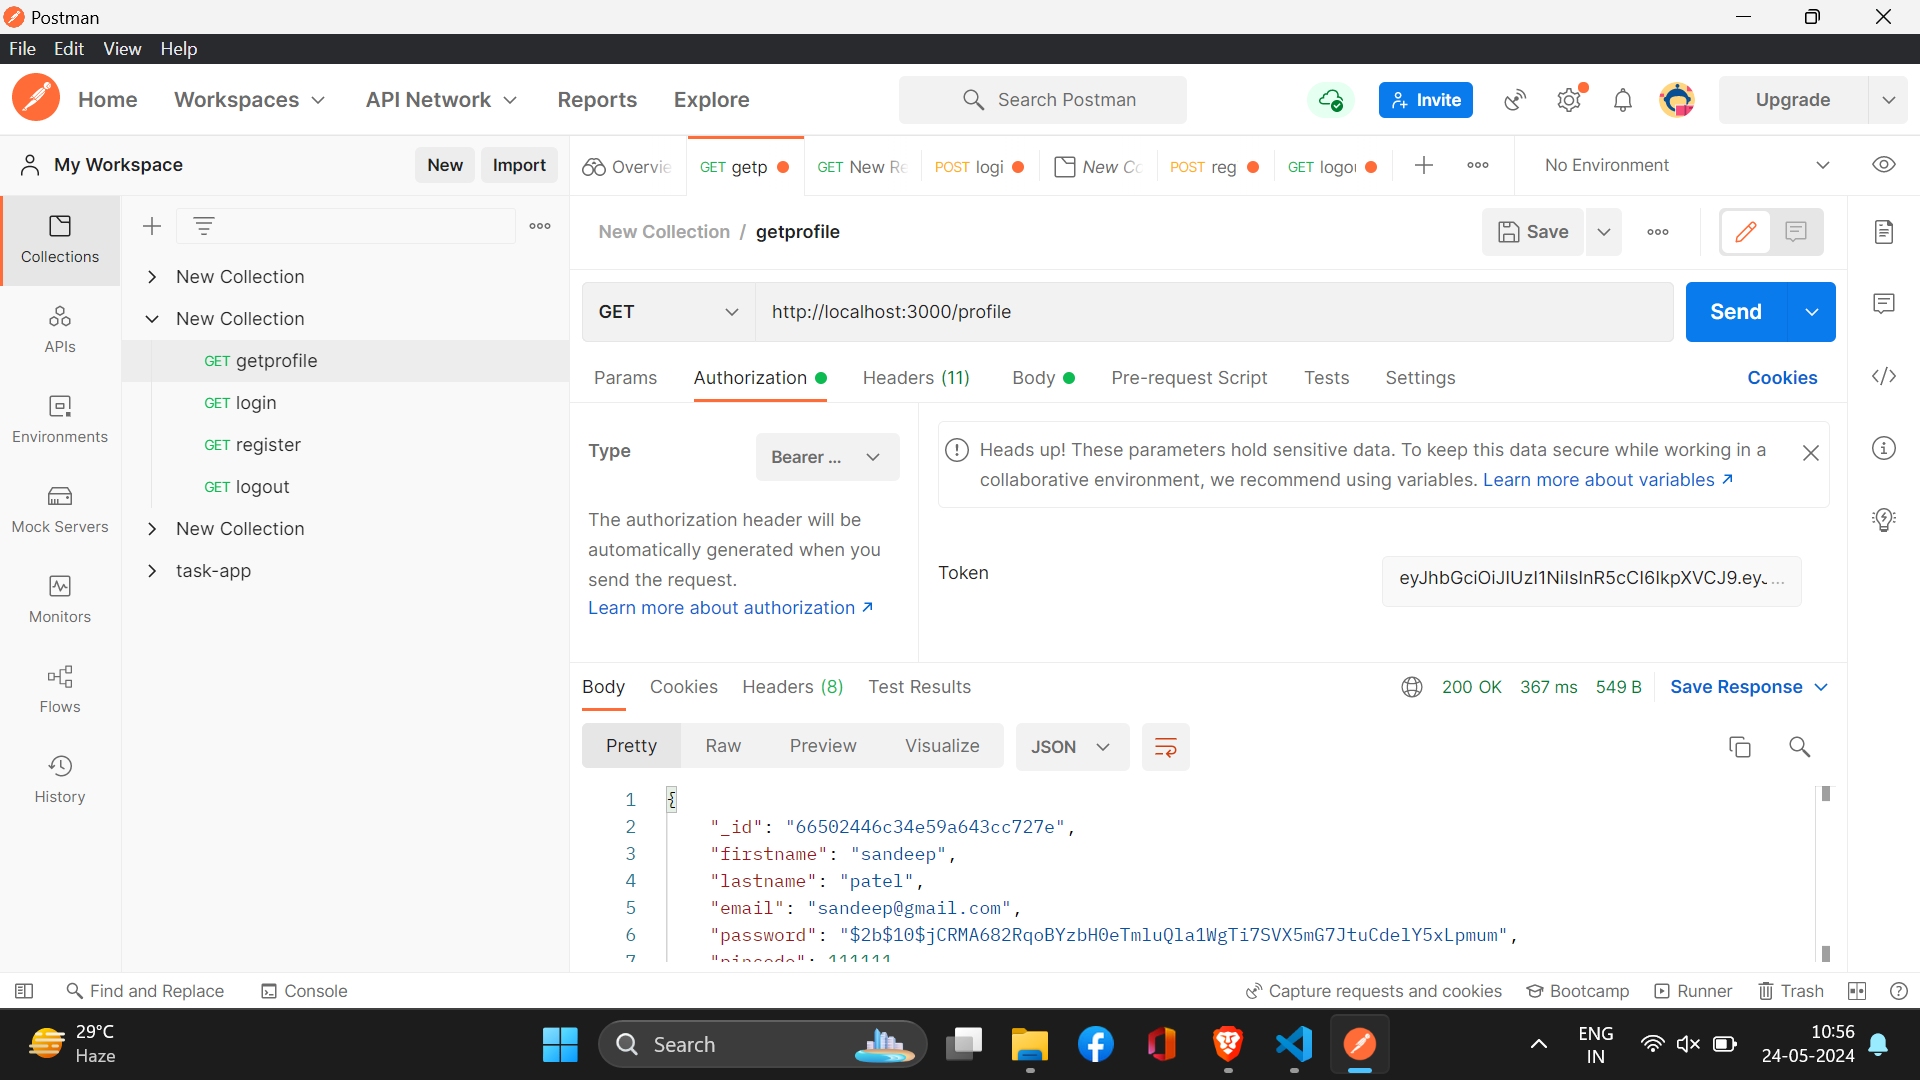 Postman
File Edit View Help
Home Workspaces API Network Reports Explore Search Postman Invite Upgrade
My Workspace New Import Overvie GET getp GET New Re POST logi New Co POST reg GET logou No Environment
New Collection / getprofile Save
Collections
New Collection
New Collection
GET getprofile
GET login
GET register
GET logout
New Collection
task-app
APIs
Environments
Mock Servers
Monitors
Flows
History
GET http://localhost:3000/profile Send
Params Authorization Headers (11) Body Pre-request Script Tests Settings Cookies
Type Bearer ...
The authorization header will be
automatically generated when you
send the request.
Learn more about authorization ↗
Heads up! These parameters hold sensitive data. To keep this data secure while working in a
collaborative environment, we recommend using variables. Learn more about variables ↗
Token eyJhbGciOiJIUzI1NiIsInR5cCI6IkpXVCJ9.eyJ...
Body Cookies Headers (8) Test Results 200 OK 367 ms 549 B Save Response
Pretty Raw Preview Visualize JSON
1 {
2 "_id": "66502446c34e59a643cc727e",
3 "firstname": "sandeep",
4 "lastname": "patel",
5 "email": "sandeep@gmail.com",
6 "password": "$2b$10$jCRMA682RqoBYzbH0eTmluQla1WgTi7SVX5mG7JtuCdelY5xLpmum",
7 "pincode": 111111
Find and Replace Console Capture requests and cookies Bootcamp Runner Trash
29°C
Haze
Search
ENG
IN
10:56
24-05-2024